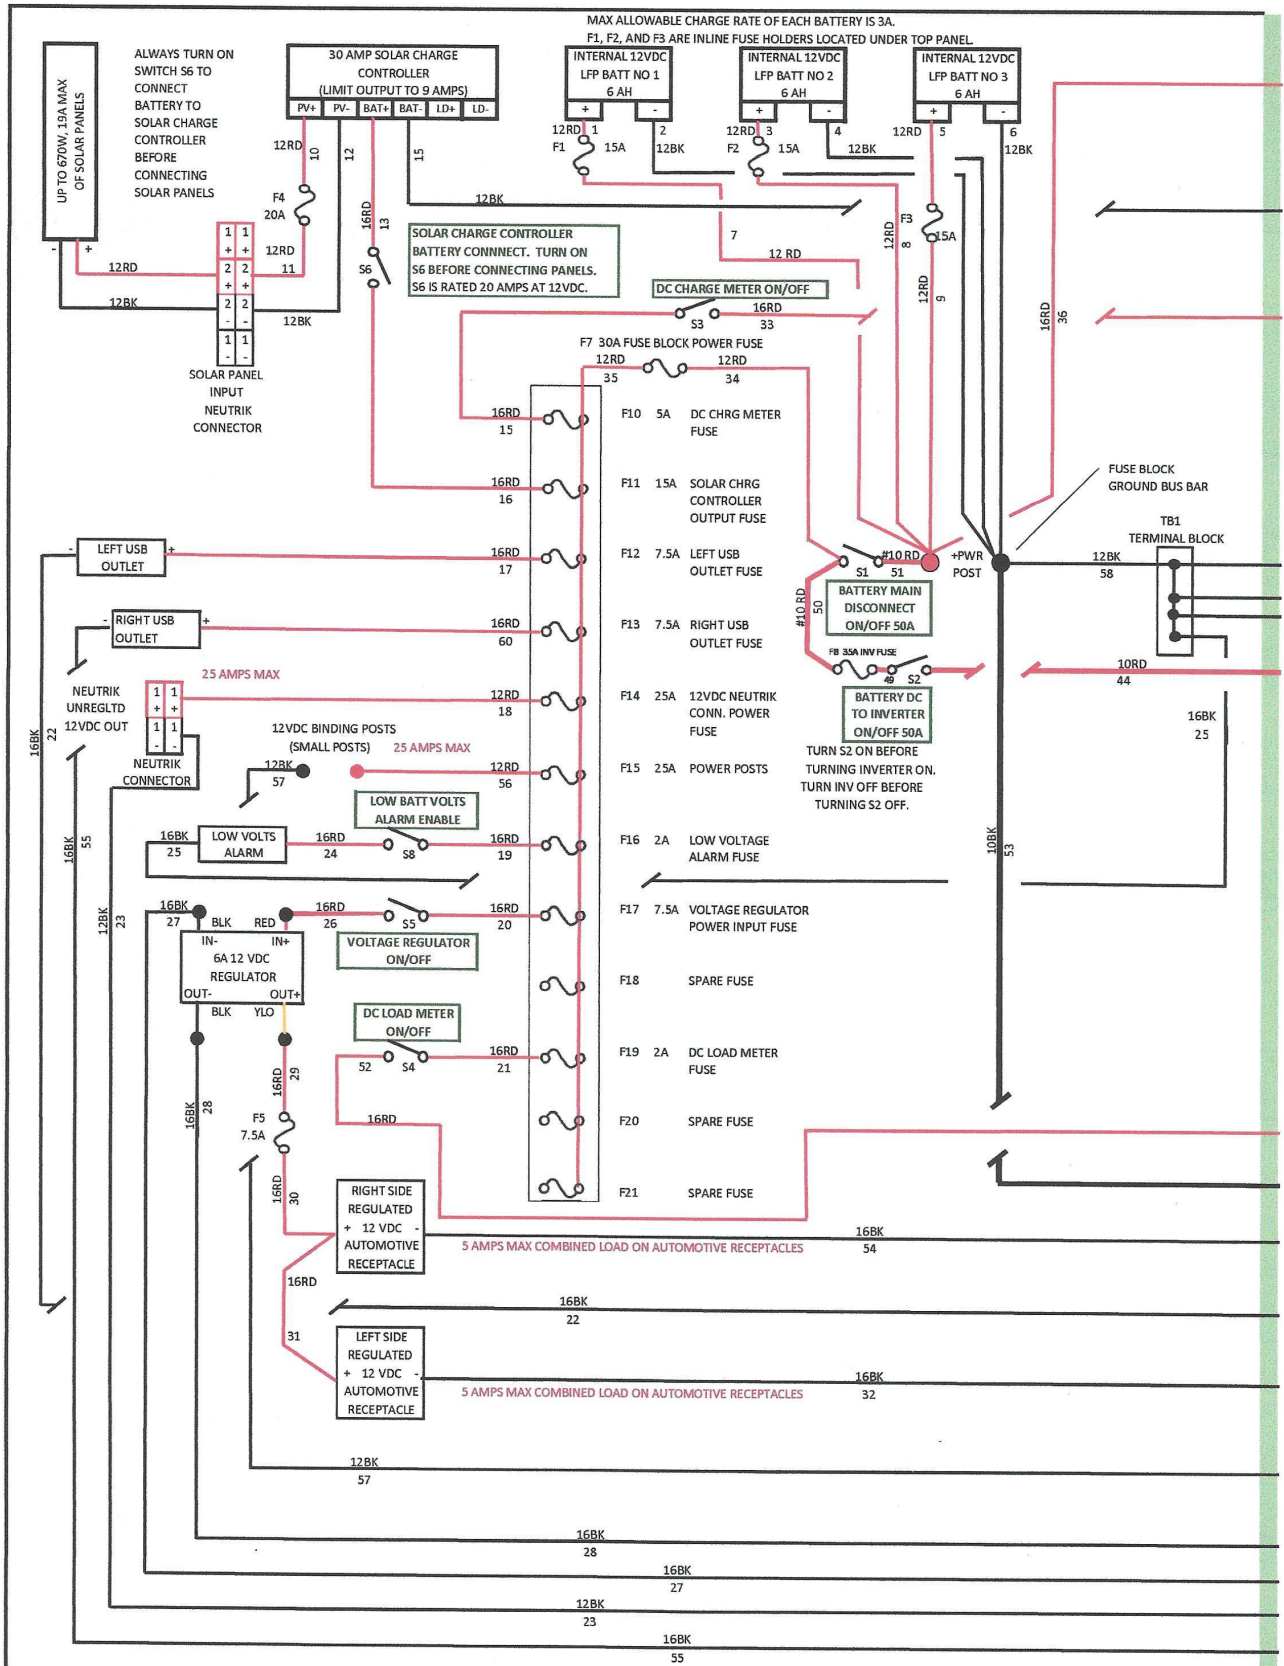 MAX ALLOWABLE CHARGE RATE OF EACH BATTERY IS 3A.
F1, F2, AND F3 ARE INLINE FUSE HOLDERS LOCATED UNDER TOP PANEL
UP TO 670W, 19A MAX
OF SOLAR PANELS
- +
ALWAYS TURN ON
SWITCH S6 TO
CONNECT
BATTERY TO
SOLAR CHARGE
CONTROLLER
BEFORE
CONNECTING
SOLAR PANELS
30 AMP SOLAR CHARGE
CONTROLLER
(LIMIT OUTPUT TO 9 AMPS)
PV+ PV- BAT+ BAT- LD+ LD-
INTERNAL 12VDC
LFP BATT NO 1
6 AH
+ -
INTERNAL 12VDC
LFP BATT NO 2
6 AH
+ -
INTERNAL 12VDC
LFP BATT NO 3
6 AH
+ -
12RD 1
F1 15A
2
12BK
12RD 3
F2 15A
4
12BK
12RD 5
6
12BK
12RD
10
12
15
F4
20A
12RD
11
16RD
13
S6
12BK
7
12 RD
12RD
8
F3
15A
12RD
9
16RD
36
12RD
12BK
12BK
1 1
+ +
2 2
+ +
2 2
- -
1 1
- -
SOLAR PANEL
INPUT
NEUTRIK
CONNECTOR
SOLAR CHARGE CONTROLLER
BATTERY CONNNECT. TURN ON
S6 BEFORE CONNECTING PANELS.
S6 IS RATED 20 AMPS AT 12VDC.
DC CHARGE METER ON/OFF
S3
16RD
33
F7 30A FUSE BLOCK POWER FUSE
12RD
35
12RD
34
16RD
15
F10 5A DC CHRG METER
FUSE
16RD
16
F11 15A SOLAR CHRG
CONTROLLER
OUTPUT FUSE
FUSE BLOCK
GROUND BUS BAR
TB1
TERMINAL BLOCK
- LEFT USB +
OUTLET
16RD
17
F12 7.5A LEFT USB
OUTLET FUSE
S1
#10 RD
51
+PWR
POST
12BK
58
#10 RD
50
BATTERY MAIN
DISCONNECT
ON/OFF 50A
- RIGHT USB +
OUTLET
16RD
60
F13 7.5A RIGHT USB
OUTLET FUSE
F8 35A INV FUSE
49 S2
10RD
44
BATTERY DC
TO INVERTER
ON/OFF 50A
TURN S2 ON BEFORE
TURNING INVERTER ON.
TURN INV OFF BEFORE
TURNING S2 OFF.
16BK
25
25 AMPS MAX
NEUTRIK
UNREGLTD
12VDC OUT
1 1
+ +
1 1
- -
NEUTRIK
CONNECTOR
12RD
18
F14 25A 12VDC NEUTRIK
CONN. POWER
FUSE
16BK
22
12VDC BINDING POSTS
(SMALL POSTS)
25 AMPS MAX
12BK
57
12RD
56
F15 25A POWER POSTS
LOW BATT VOLTS
ALARM ENABLE
16BK
25
LOW VOLTS
ALARM
16RD
24
S8
16RD
19
F16 2A LOW VOLTAGE
ALARM FUSE
16BK
55
10BK
53
12BK
23
16BK
27
BLK RED
16RD
26
S5
16RD
20
F17 7.5A VOLTAGE REGULATOR
POWER INPUT FUSE
VOLTAGE REGULATOR
ON/OFF
IN- IN+
6A 12 VDC
REGULATOR
OUT- OUT+
BLK YLO
F18 SPARE FUSE
DC LOAD METER
ON/OFF
52
S4
16RD
21
F19 2A DC LOAD METER
FUSE
16RD
29
16BK
28
F5
7.5A
16RD
F20 SPARE FUSE
16RD
30
F21 SPARE FUSE
RIGHT SIDE
REGULATED
+ 12 VDC -
AUTOMOTIVE
RECEPTACLE
5 AMPS MAX COMBINED LOAD ON AUTOMOTIVE RECEPTACLES
16BK
54
16RD
31
16BK
22
LEFT SIDE
REGULATED
+ 12 VDC -
AUTOMOTIVE
RECEPTACLE
5 AMPS MAX COMBINED LOAD ON AUTOMOTIVE RECEPTACLES
16BK
32
12BK
57
16BK
28
16BK
27
12BK
23
16BK
55